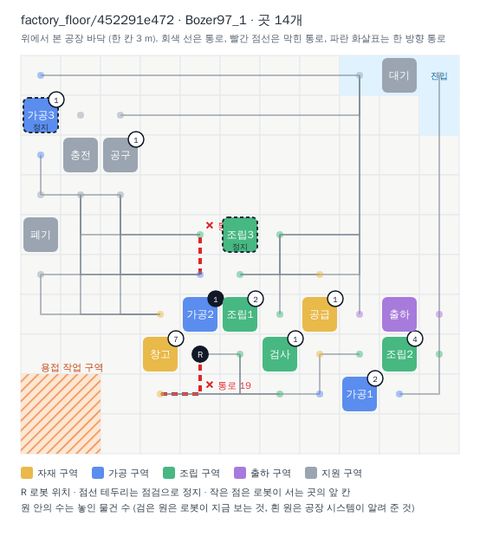 factory_floor/452291e472 · Bozer97_1 · 곳 14개
위에서 본 공장 바닥 (한 칸 3 m). 회색 선은 통로, 빨간 점선은 막힌 통로, 파란 화살표는 한 방향 통로
대기
진입
가공3
1
정지
충전
공구
1
폐기
조립3
정지
가공2
1
조립1
2
공급
1
출하
창고
7
R
검사
1
조립2
4
용접 작업 구역
통로 19
가공1
2
자재 구역
가공 구역
조립 구역
출하 구역
지원 구역
R 로봇 위치 · 점선 테두리는 점검으로 정지 · 작은 점은 로봇이 서는 곳의 앞 칸
원 안의 수는 놓인 물건 수 (검은 원은 로봇이 지금 보는 것, 흰 원은 공장 시스템이 알려 준 것)